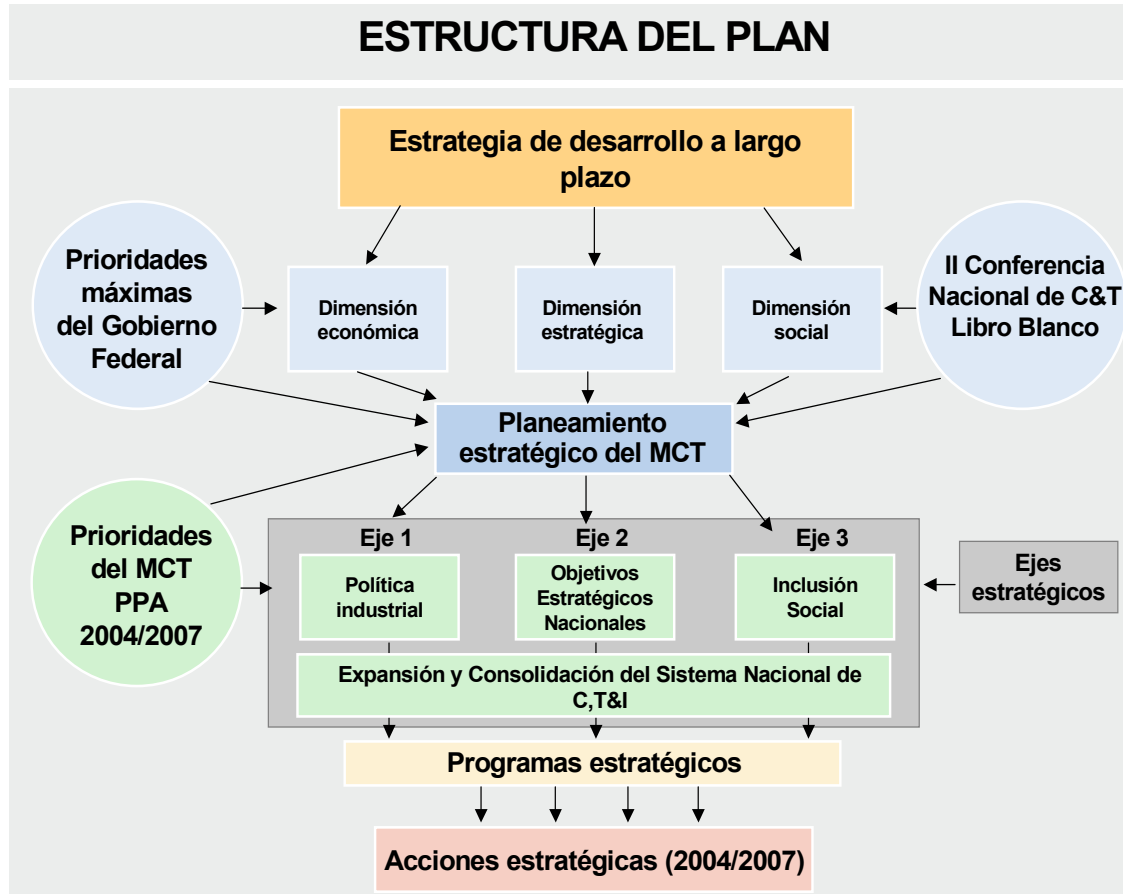 ESTRUCTURA DEL PLAN
Estrategia de desarrollo a largo
plazo
Prioridades
máximas
del Gobierno
Federal
Dimensión
económica
Dimensión
estratégica
Dimensión
social
II Conferencia
Nacional de C&T
Libro Blanco
Planeamiento
estratégico del MCT
Prioridades
del MCT
PPA
2004/2007
Eje 1
Eje 2
Eje 3
Política
industrial
Objetivos
Estratégicos
Nacionales
Inclusión
Social
Ejes
estratégicos
Expansión y Consolidación del Sistema Nacional de
C,T&I
Programas estratégicos
Acciones estratégicas (2004/2007)